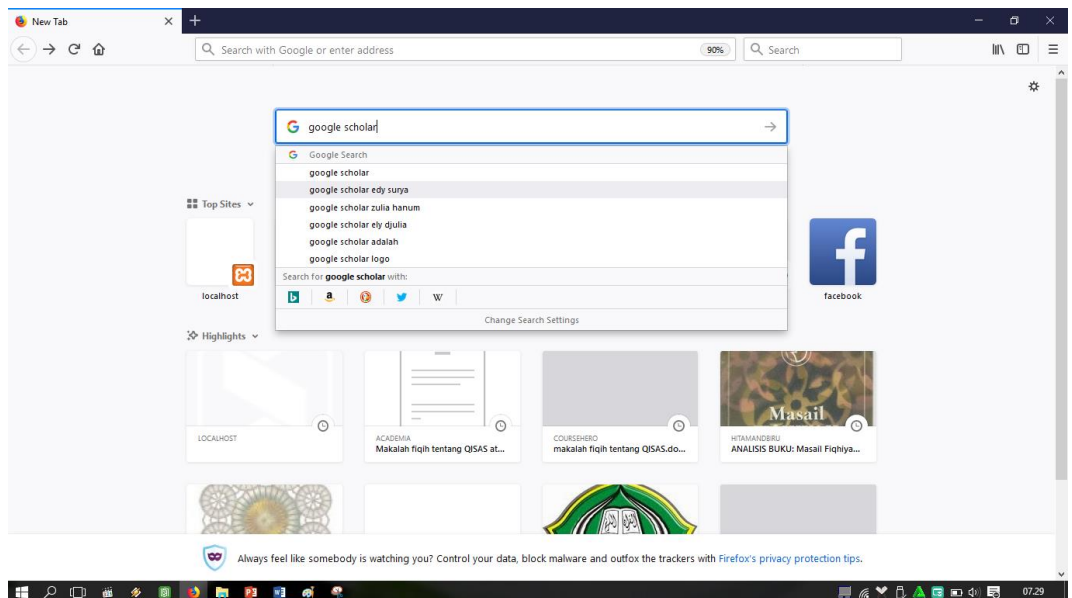 New Tab
Search with Google or enter address
90%
Search
google scholar
Google Search
google scholar
google scholar edy surya
google scholar zulia hanum
google scholar ely djulia
google scholar adalah
google scholar logo
Search for google scholar with:
Change Search Settings
Top Sites
localhost
facebook
Highlights
LOCALHOST
ACADEMIA
Makalah fiqih tentang QISAS at...
COURSEHERO
makalah fiqih tentang QISAS.do...
Masail
HITAMANDBIRU
ANALISIS BUKU: Masail Fiqhiya...
Always feel like somebody is watching you? Control your data, block malware and outfox the trackers with Firefox's privacy protection tips.
07.29